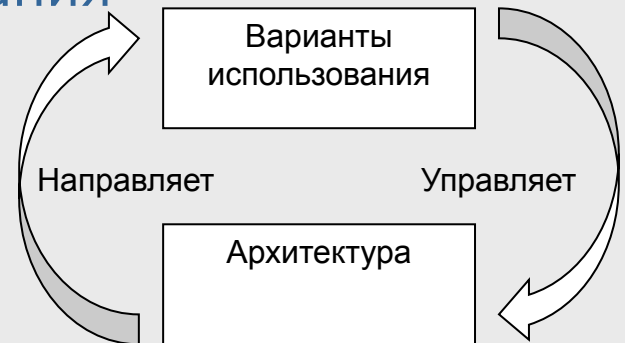 Варианты
использования
Направляет
Управляет
Архитектура